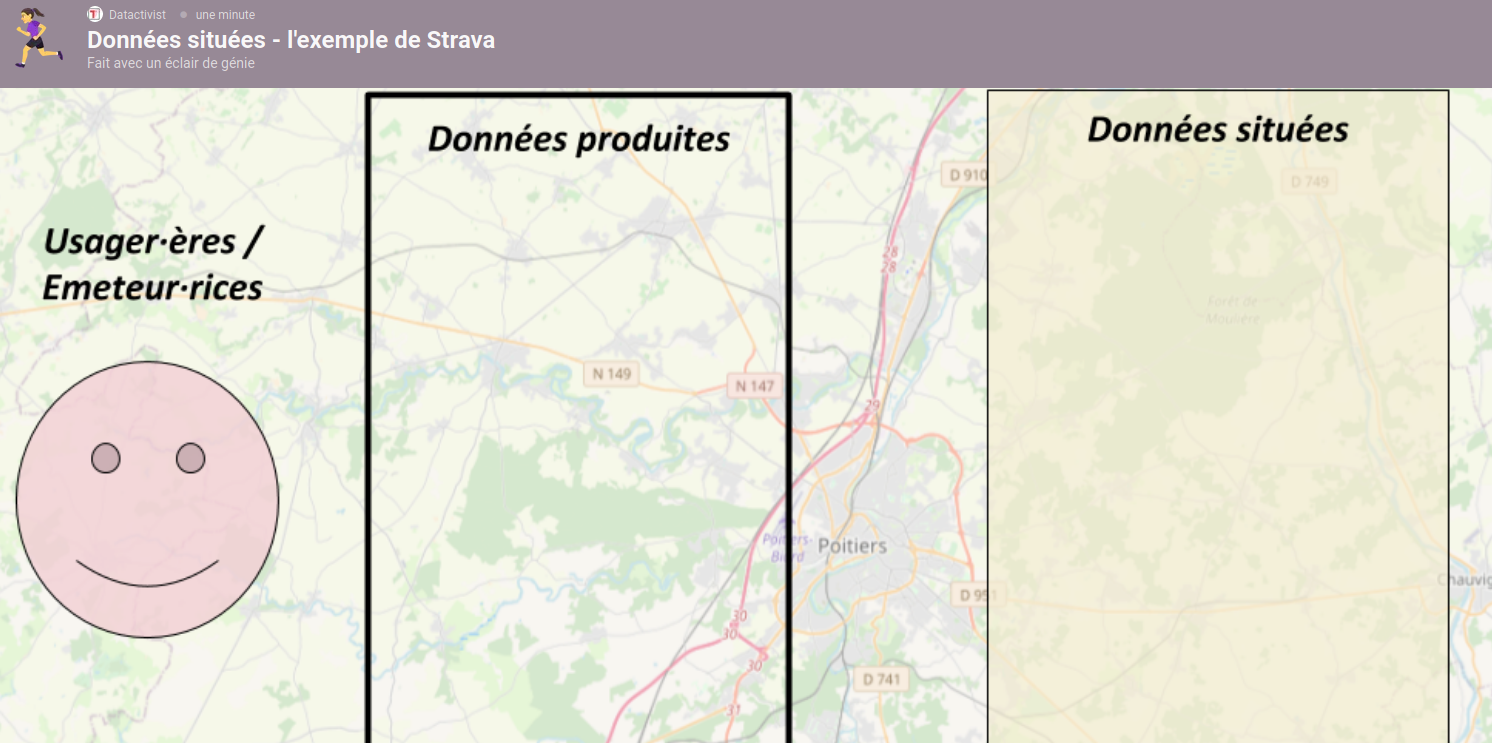 Datactivist • une minute
Données situées - l'exemple de Strava
Fait avec un éclair de génie
Données produites
Données situées
D 910
D 749
Usager·ères /
Emeteur·rices
28
28
Forêt de
Moulière
N 149
N 147
29
Poitiers-
Biard
Poitiers
D 951
Chauvig
30
30
30
D 741
31